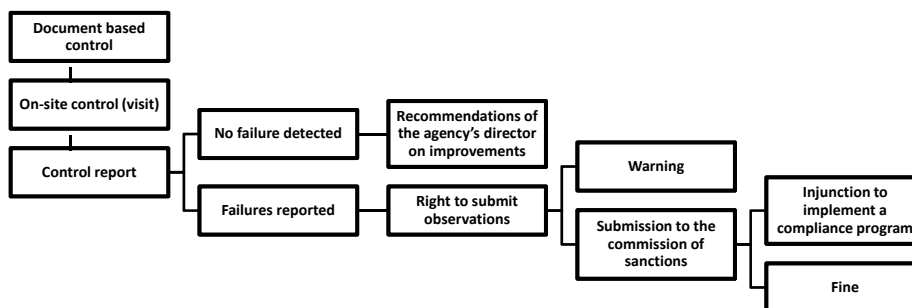 Document based
control
On-site control (visit)
Control report
No failure detected
Recommendations of
the agency's director
on improvements
Failures reported
Right to submit
observations
Warning
Submission to the
commission of
sanctions
Injunction to
implement a
compliance program
Fine